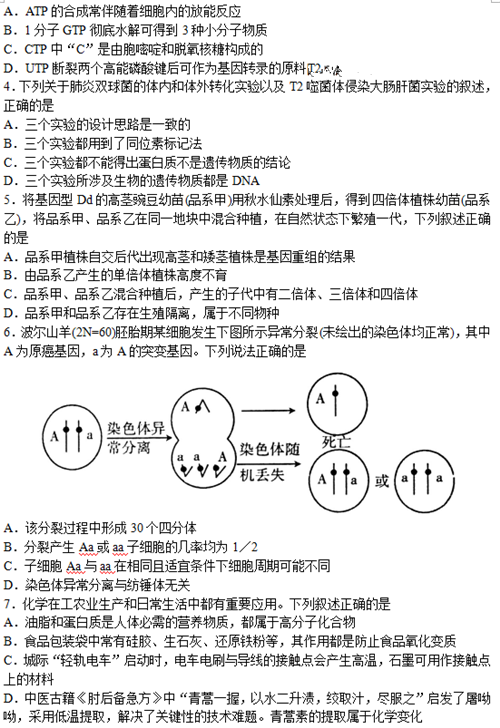 A．ATP的合成常伴随着细胞内的放能反应
B．1分子GTP彻底水解可得到3种小分子物质
C．CTP中“C”是由胞嘧啶和脱氧核糖构成的
D．UTP断裂两个高能磷酸键后可作为基因转录的原料
4．下列关于肺炎双球菌的体内和体外转化实验以及T2噬菌体侵染大肠杆菌实验的叙述，
正确的是
A．三个实验的设计思路是一致的
B．三个实验都用到了同位素标记法
C．三个实验都不能得出蛋白质不是遗传物质的结论
D．三个实验所涉及生物的遗传物质都是DNA
5．将基因型Dd的高茎豌豆幼苗(品系甲)用秋水仙素处理后，得到四倍体植株幼苗(品系
乙)，将品系甲、品系乙在同一地块中混合种植，在自然状态下繁殖一代，下列叙述正确
的是
A．品系甲植株自交后代出现高茎和矮茎植株是基因重组的结果
B．由品系乙产生的单倍体植株高度不育
C．品系甲、品系乙混合种植后，产生的子代中有二倍体、三倍体和四倍体
D．品系甲和品系乙存在生殖隔离，属于不同物种
6．波尔山羊(2N=60)胚胎期某细胞发生下图所示异常分裂(未绘出的染色体均正常)，其中
A为原癌基因，a为A的突变基因。下列说法正确的是
A a
染色体异
常分离
A
a a A
染色体随
机丢失
A
死亡
A a
或
a a
A．该分裂过程中形成30个四分体
B．分裂产生Aa或aa子细胞的几率均为1／2
C．子细胞Aa与aa在相同且适宜条件下细胞周期可能不同
D．染色体异常分离与纺锤体无关
7．化学在工农业生产和日常生活中都有重要应用。下列叙述正确的是
A．油脂和蛋白质是人体必需的营养物质，都属于高分子化合物
B．食品包装袋中常有硅胶、生石灰、还原铁粉等，其作用都是防止食品氧化变质
C．城际“轻轨电车”启动时，电车电刷与导线的接触点会产生高温，石墨可用作接触点
上的材料
D．中医古籍《肘后备急方》中“青蒿一握，以水二升渍，绞取汁，尽服之”启发了屠呦
呦，采用低温提取，解决了关键性的技术难题。青蒿素的提取属于化学变化